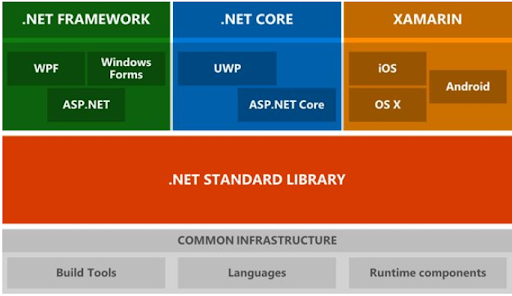 .NET FRAMEWORK
.NET CORE
XAMARIN
WPF
Windows
Forms
ASP.NET
UWP
ASP.NET Core
iOS
OS X
Android
.NET STANDARD LIBRARY
COMMON INFRASTRUCTURE
Build Tools
Languages
Runtime components